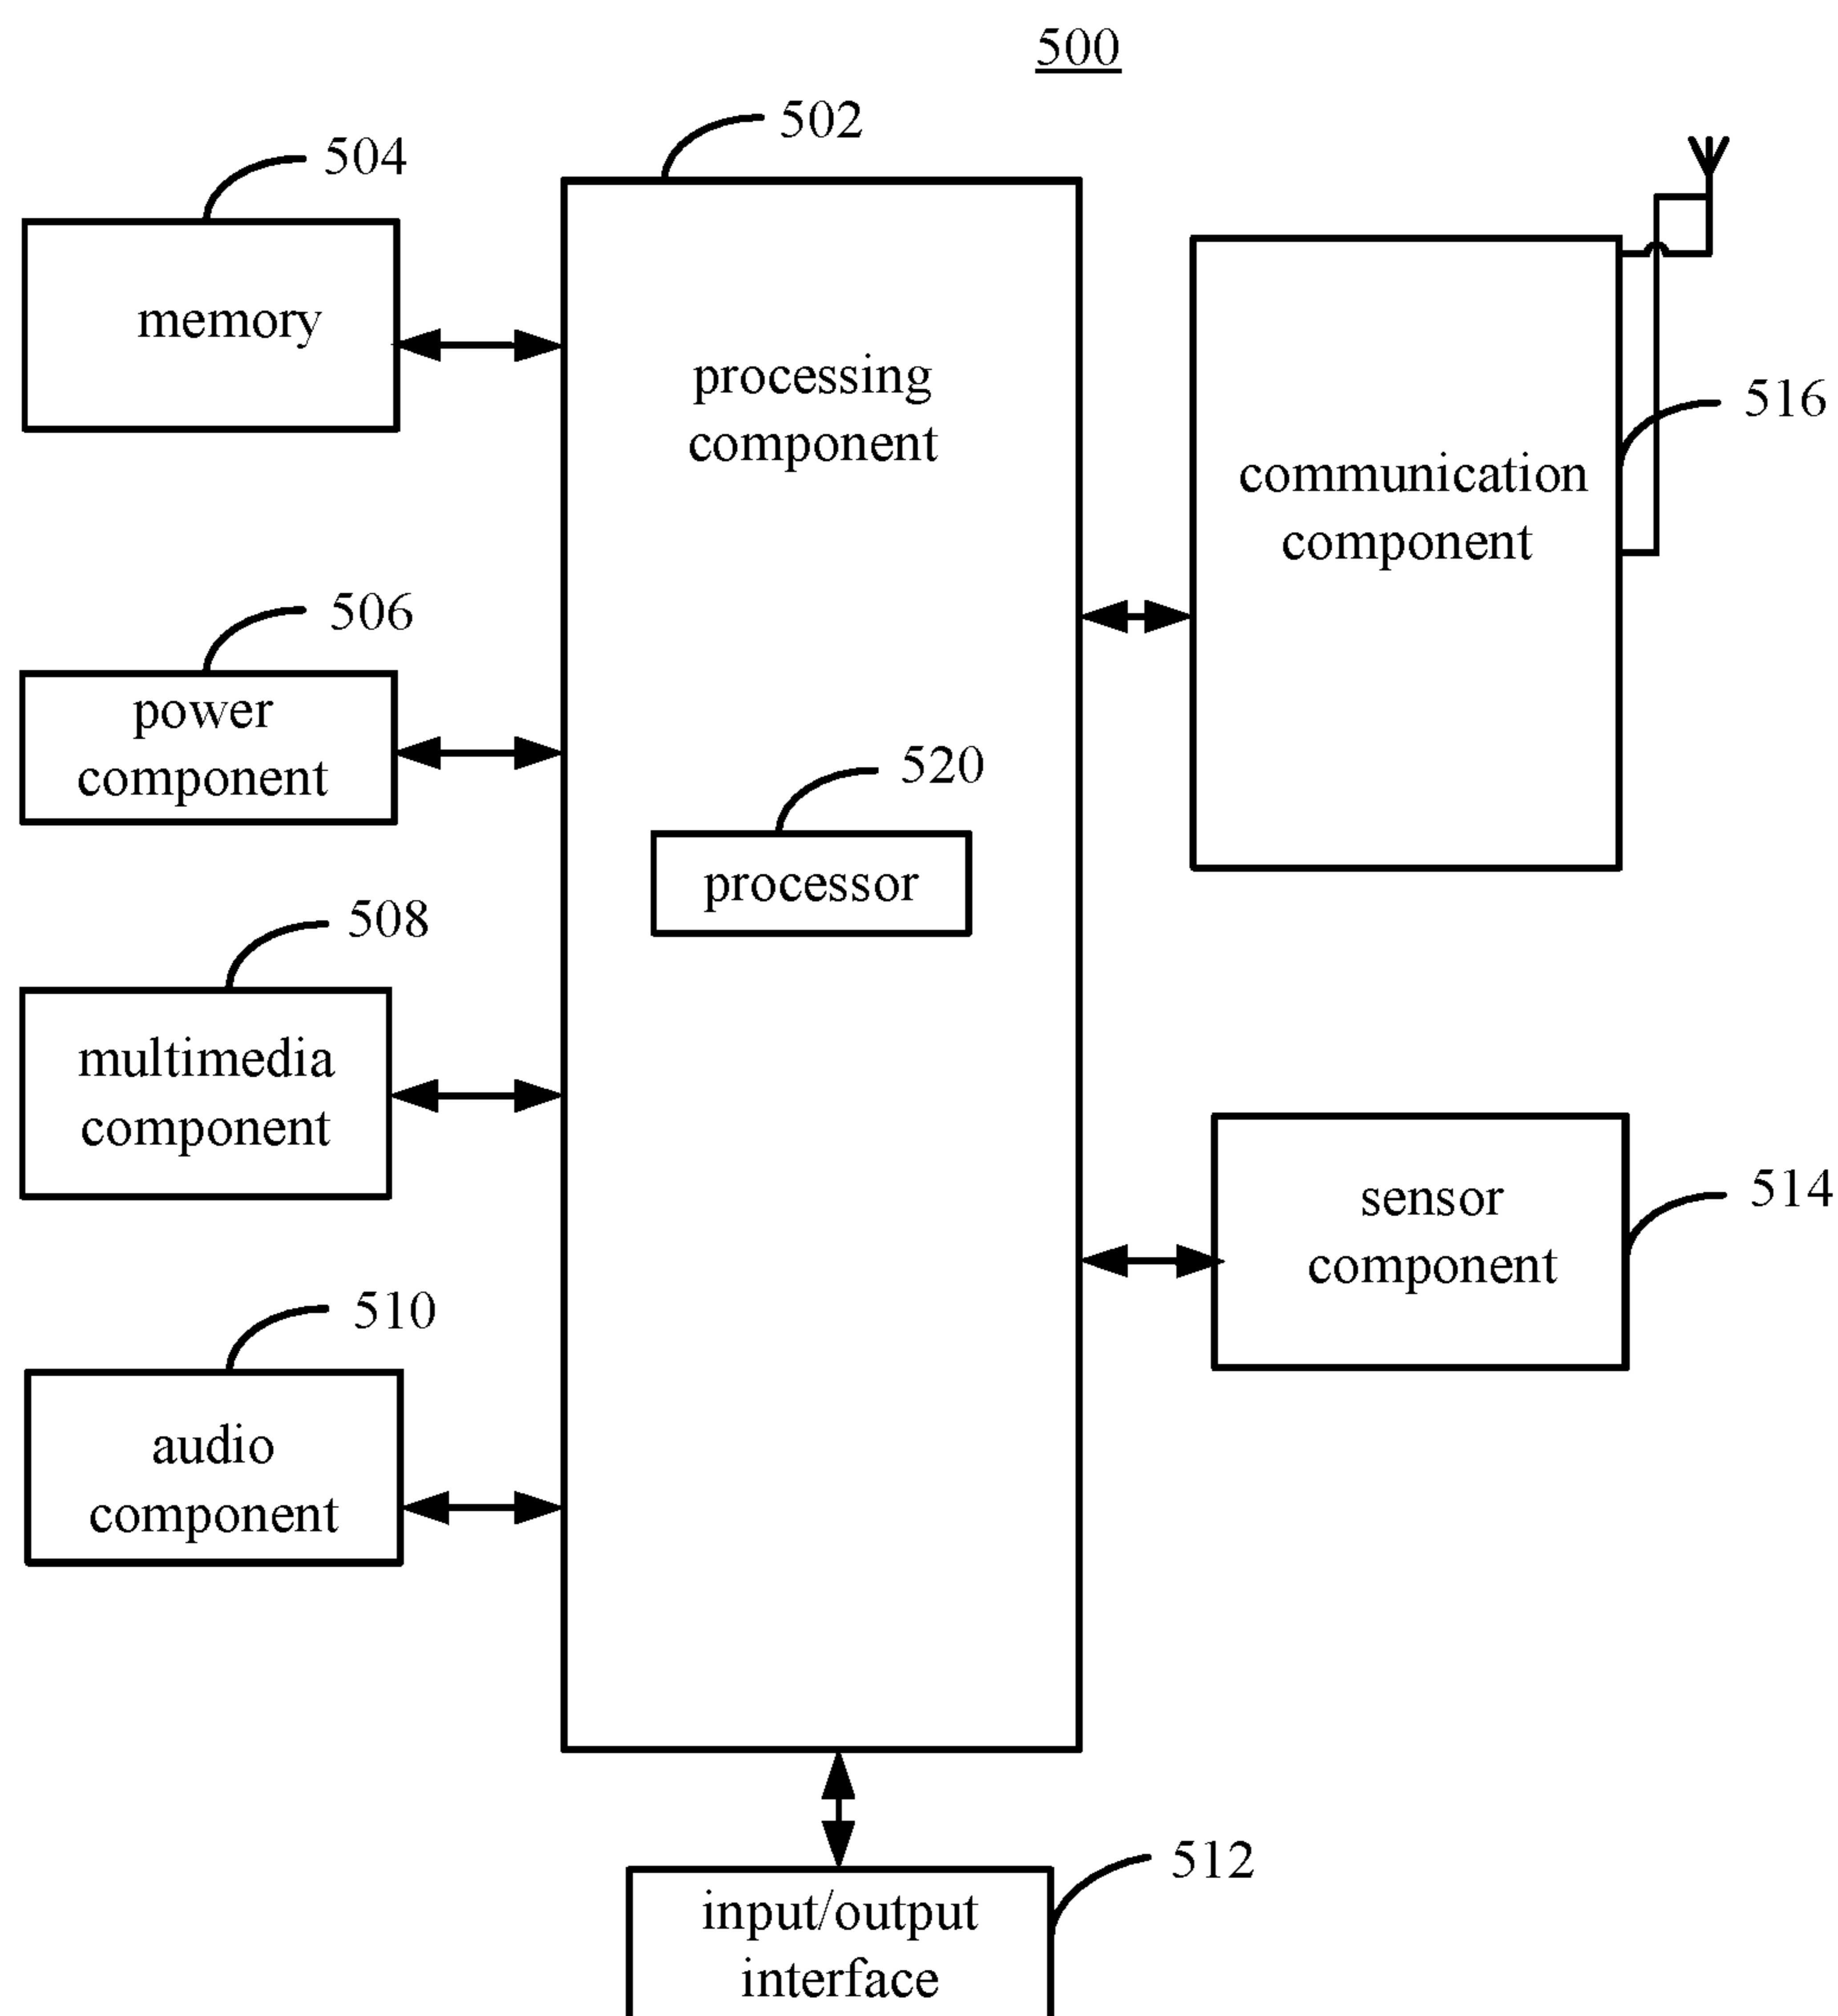 500
502
504
memory
processing
component
516
communication
component
506
power
component
520
processor
508
multimedia
component
514
sensor
component
510
audio
component
512
input/output
interface